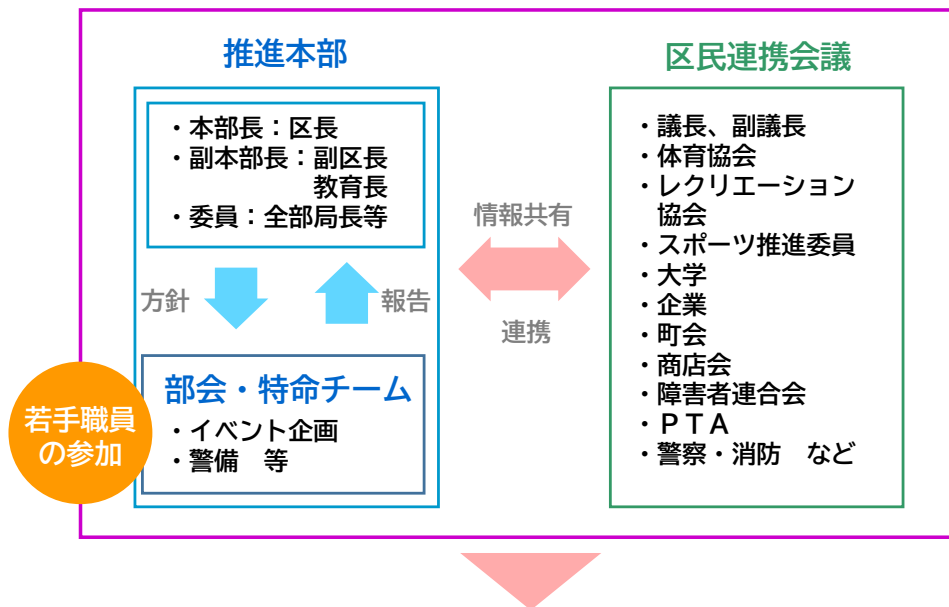 推進本部
・本部長：区長
・副本部長：副区長
教育長
・委員：全部局長等
方針
報告
部会・特命チーム
・イベント企画
・警備　等
若手職員
の参加
情報共有
連携
区民連携会議
・議長、副議長
・体育協会
・レクリエーション
協会
・スポーツ推進委員
・大学
・企業
・町会
・商店会
・障害者連合会
・ＰＴＡ
・警察・消防　など